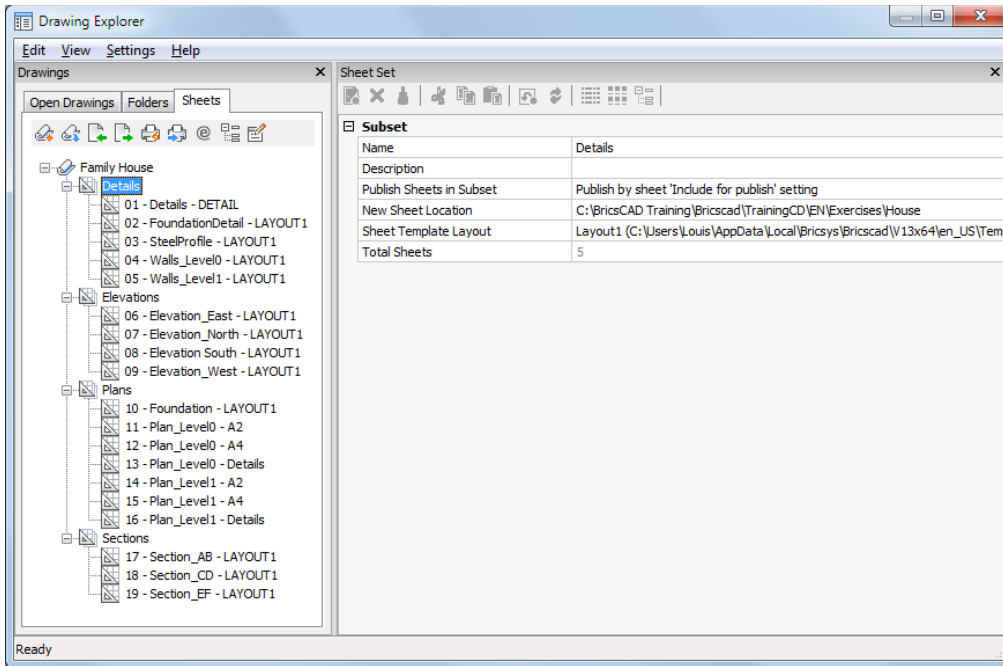 Drawing Explorer
Edit View Settings Help
Drawings
Open Drawings Folders Sheets
Family House
Details
01 - Details - DETAIL
02 - FoundationDetail - LAYOUT1
03 - SteelProfile - LAYOUT1
04 - Walls_Level0 - LAYOUT1
05 - Walls_Level1 - LAYOUT1
Elevations
06 - Elevation_East - LAYOUT1
07 - Elevation_North - LAYOUT1
08 - Elevation South - LAYOUT1
09 - Elevation_West - LAYOUT1
Plans
10 - Foundation - LAYOUT1
11 - Plan_Level0 - A2
12 - Plan_Level0 - A4
13 - Plan_Level0 - Details
14 - Plan_Level1 - A2
15 - Plan_Level1 - A4
16 - Plan_Level1 - Details
Sections
17 - Section_AB - LAYOUT1
18 - Section_CD - LAYOUT1
19 - Section_EF - LAYOUT1
Sheet Set
Subset
Name Details
Description
Publish Sheets in Subset Publish by sheet 'Include for publish' setting
New Sheet Location C:\BricsCAD Training\Bricscad\TrainingCD\EN\Exercises\House
Sheet Template Layout Layout1 (C:\Users\Louis\AppData\Local\Bricsys\Bricscad\V13x64\en_US\Tem
Total Sheets 5
Ready